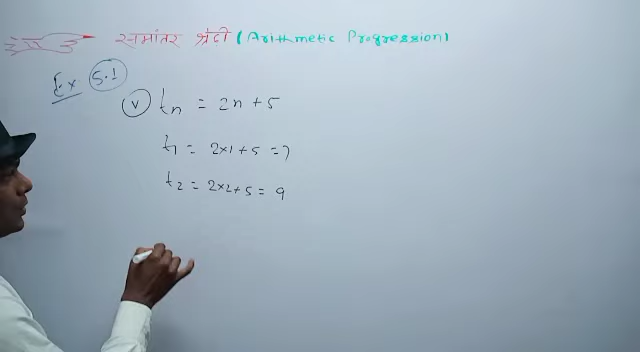 समांतर श्रेढी (Arithmetic Progression)
Ex 5.1
(v) tn = 2n + 5
t1 = 2×1 + 5 = 7
t2 = 2×2 + 5 = 9